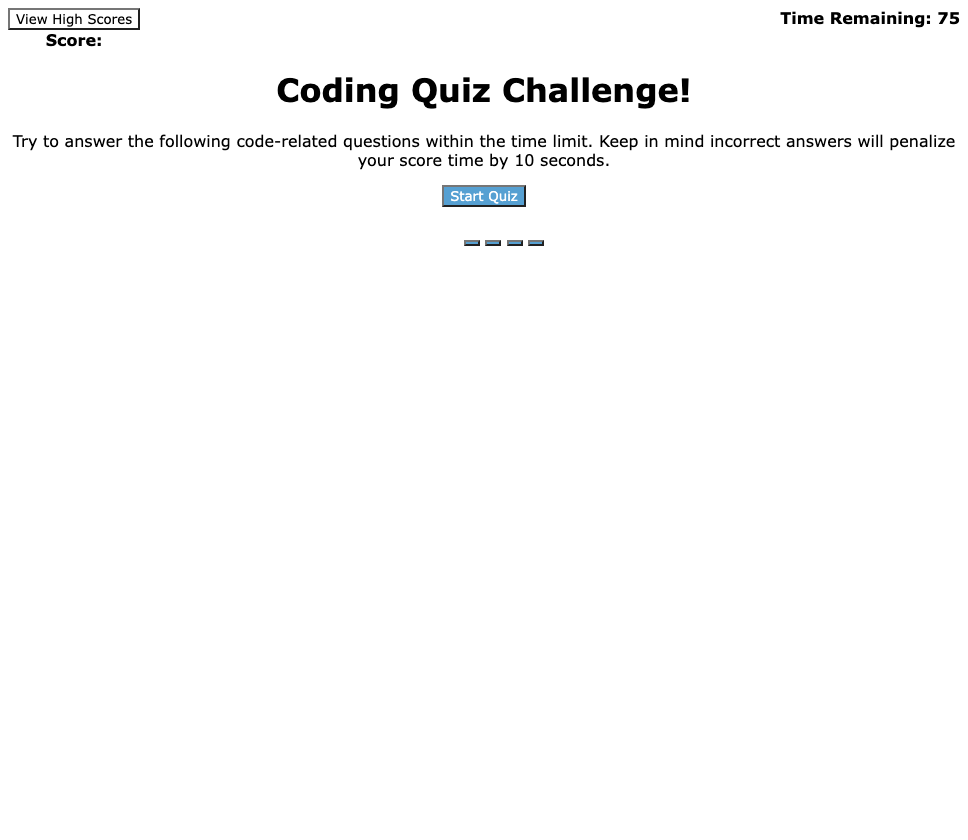 View High Scores
Time Remaining: 75
Score:
Coding Quiz Challenge!
Try to answer the following code-related questions within the time limit. Keep in mind incorrect answers will penalize
your score time by 10 seconds.
Start Quiz